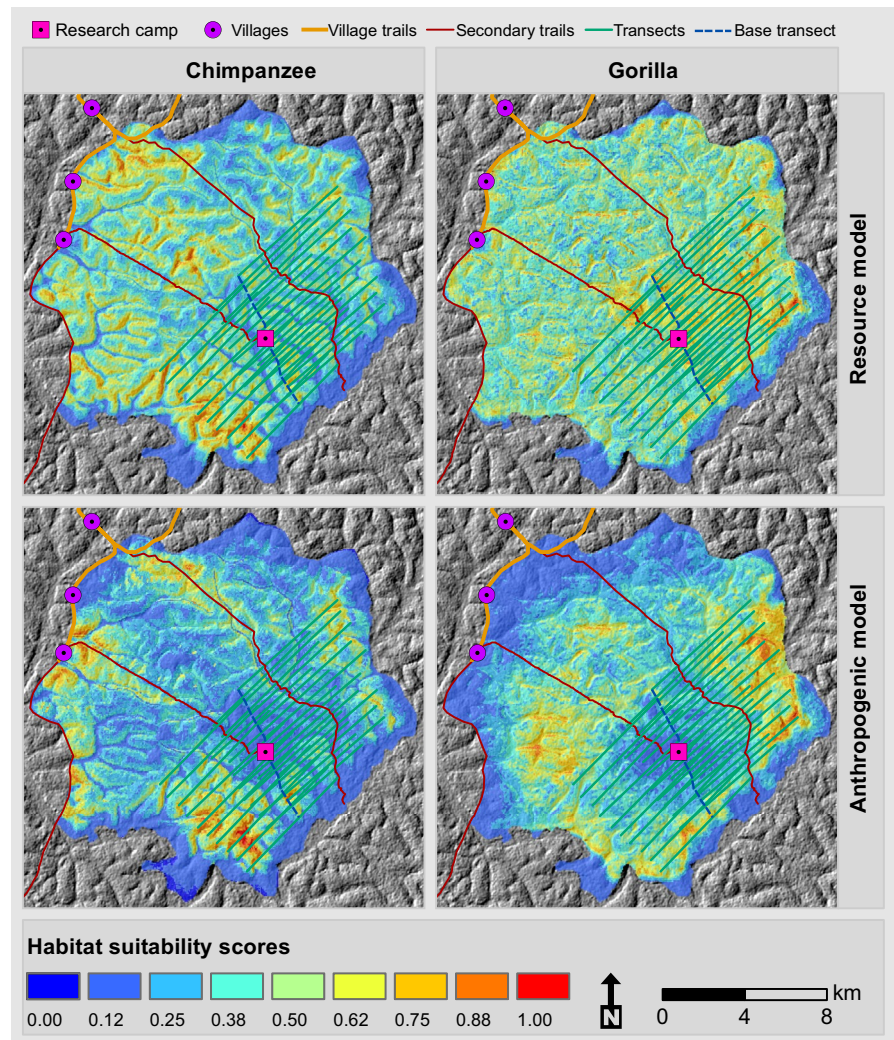 Research camp Villages Village trails Secondary trails Transects Base transect
Chimpanzee Gorilla
Resource model
Anthropogenic model
Habitat suitability scores
0.00 0.12 0.25 0.38 0.50 0.62 0.75 0.88 1.00
N
km
0 4 8